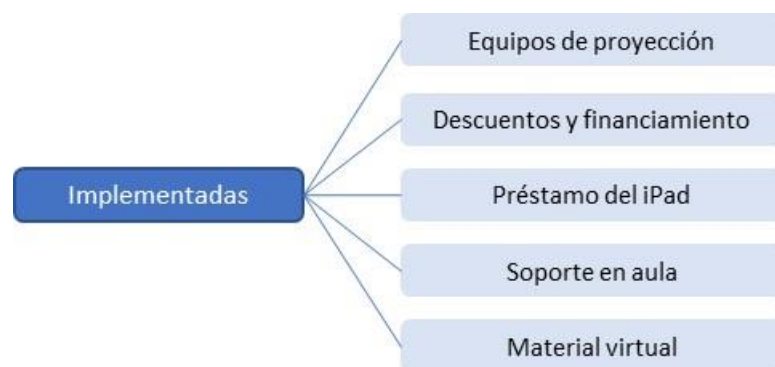 Implementadas
Equipos de proyección
Descuentos y financiamiento
Préstamo del iPad
Soporte en aula
Material virtual